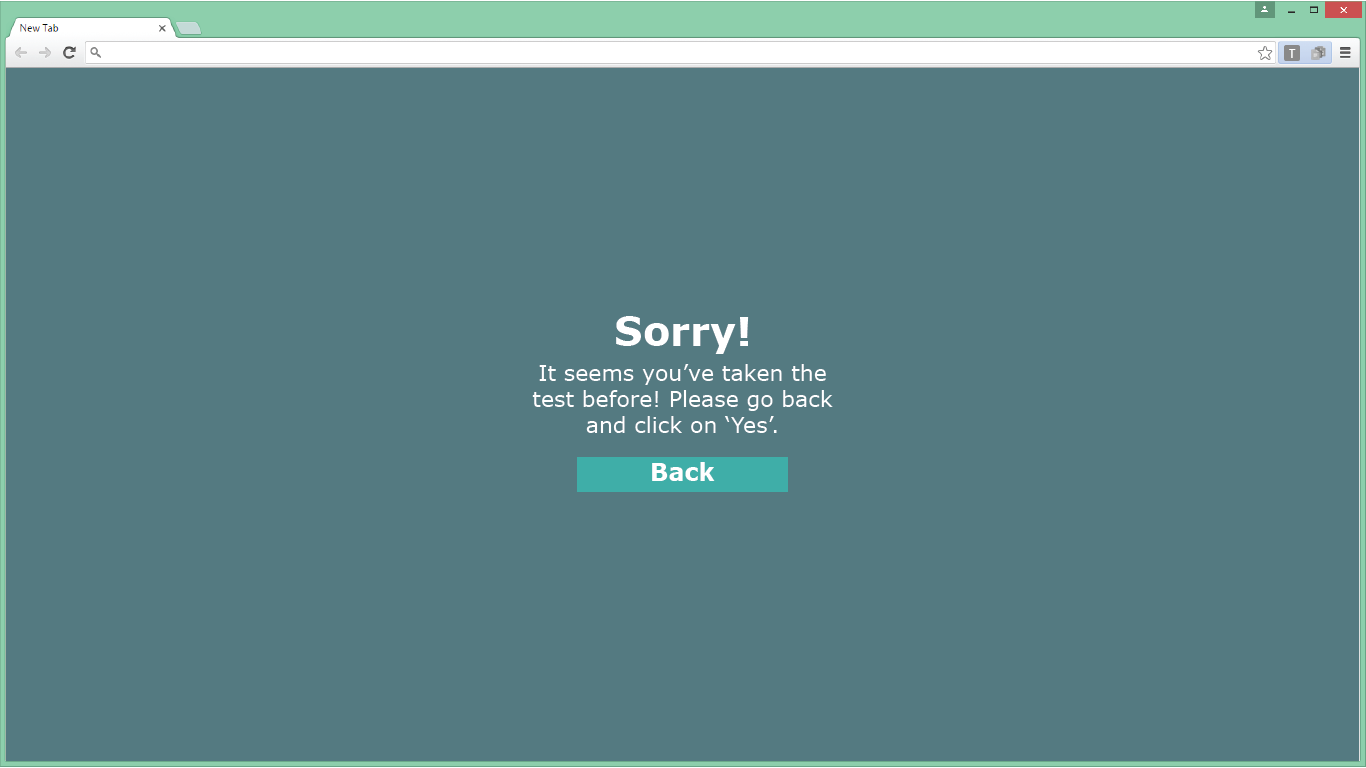 New Tab
T
Sorry!
It seems you’ve taken the
test before! Please go back
and click on ‘Yes’.
Back